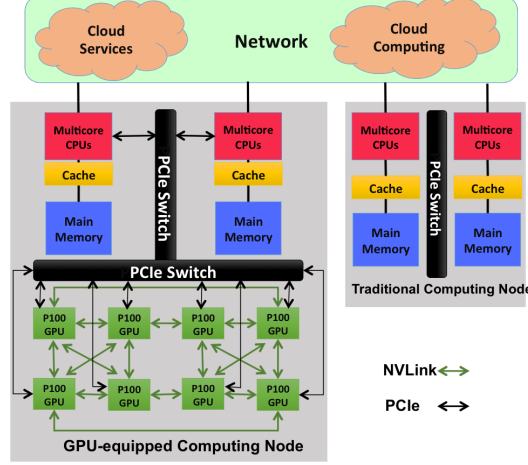 Cloud
Services
Network
Cloud
Computing
Multicore
CPUs
Cache
Main
Memory
PCIe Switch
Multicore
CPUs
Cache
Main
Memory
Multicore
CPUs
Cache
Main
Memory
PCIe Switch
Multicore
CPUs
Cache
Main
Memory
PCIe Switch
Traditional Computing Node
P100
GPU
P100
GPU
P100
GPU
P100
GPU
P100
GPU
P100
GPU
P100
GPU
P100
GPU
NVLink
PCIe
GPU-equipped Computing Node